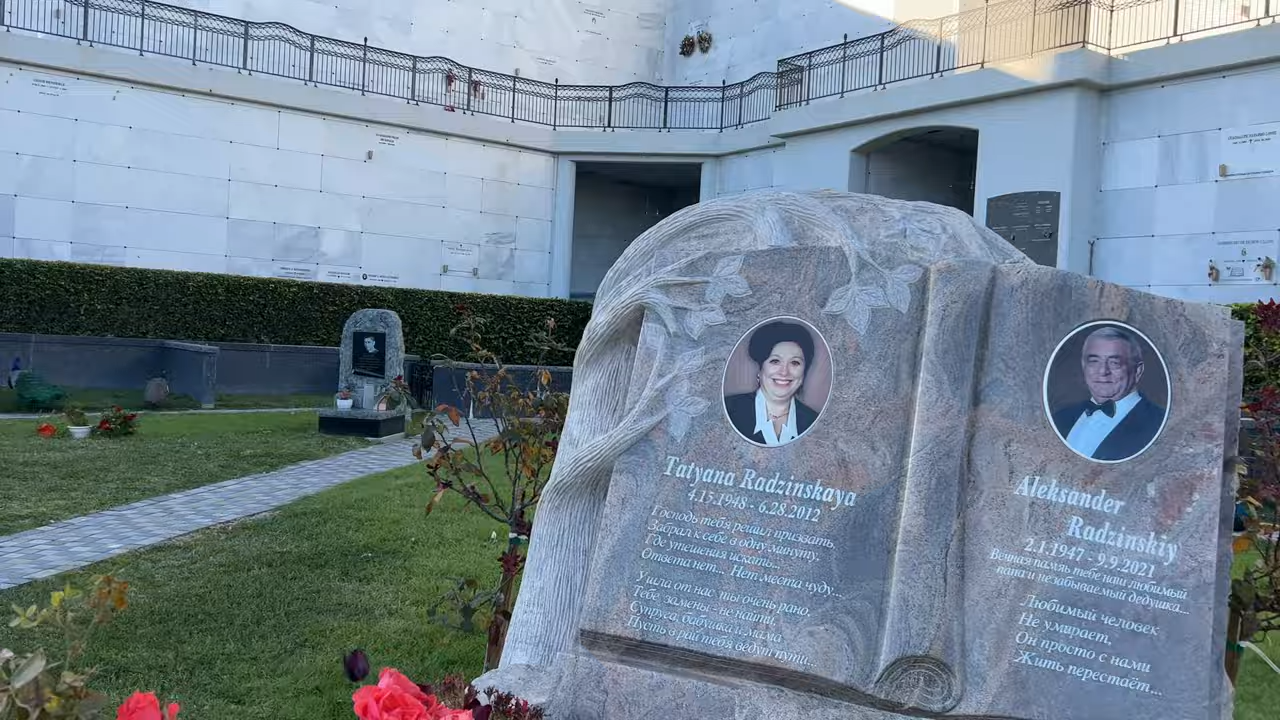 Tatyana Radzinskaya
4.15.1948 - 6.28.2012
Господь тебя решил призвать,
Забрал к себе в одну минуту.
Где утешения искать...
Ответа нет... Нет места чуду...
Ушла от нас ты очень рано,
Тебе замены - не найти,
Супруга, бабушка и мама
Пусть в рай тебя ведут пути...
Aleksander
Radzinskiy
2.1.1947 - 9.9.2021
Вечная памяь тебе наш любимый
папа и незабываемый дедушка...
Любимый человек
Не умирает,
Он просто с нами
Жить перестаёт...